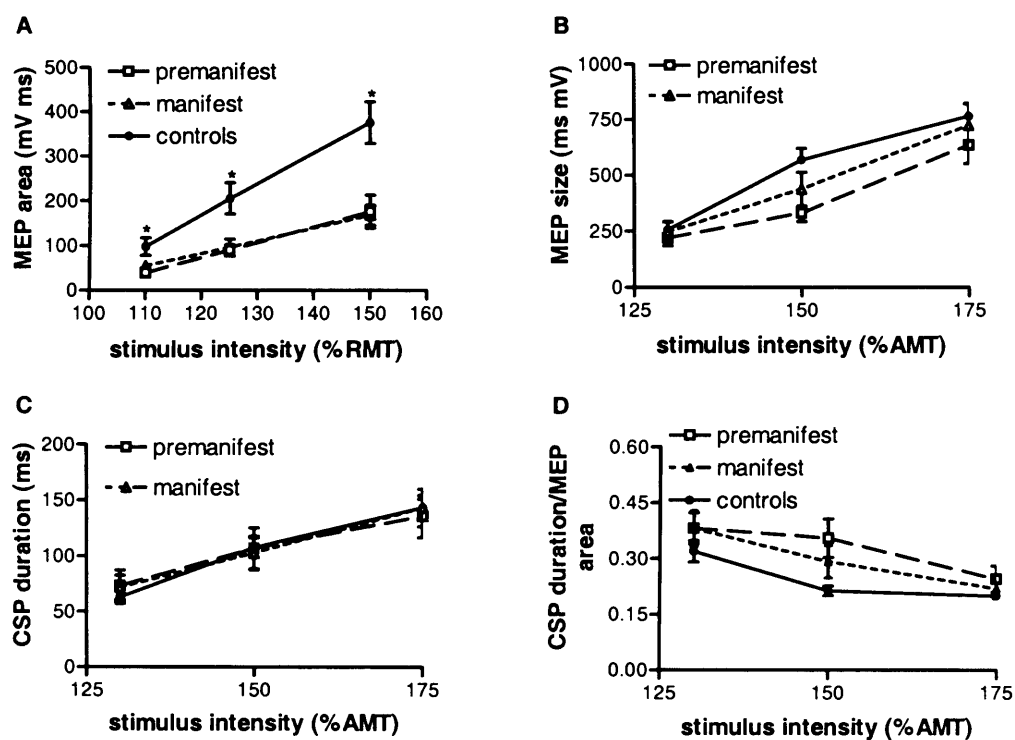 A
MEP area (mV ms)
500
400
300
200
100
0
premanifest
manifest
controls
*
*
*
100 110 120 130 140 150 160
stimulus intensity (%RMT)
B
MEP size (ms mV)
1000
750
500
250
0
premanifest
manifest
125 150 175
stimulus intensity (%AMT)
C
CSP duration (ms)
200
150
100
50
0
premanifest
manifest
125 150 175
stimulus intensity (%AMT)
D
CSP duration/MEP
area
0.60
0.45
0.30
0.15
0.00
premanifest
manifest
controls
125 150 175
stimulus intensity (%AMT)